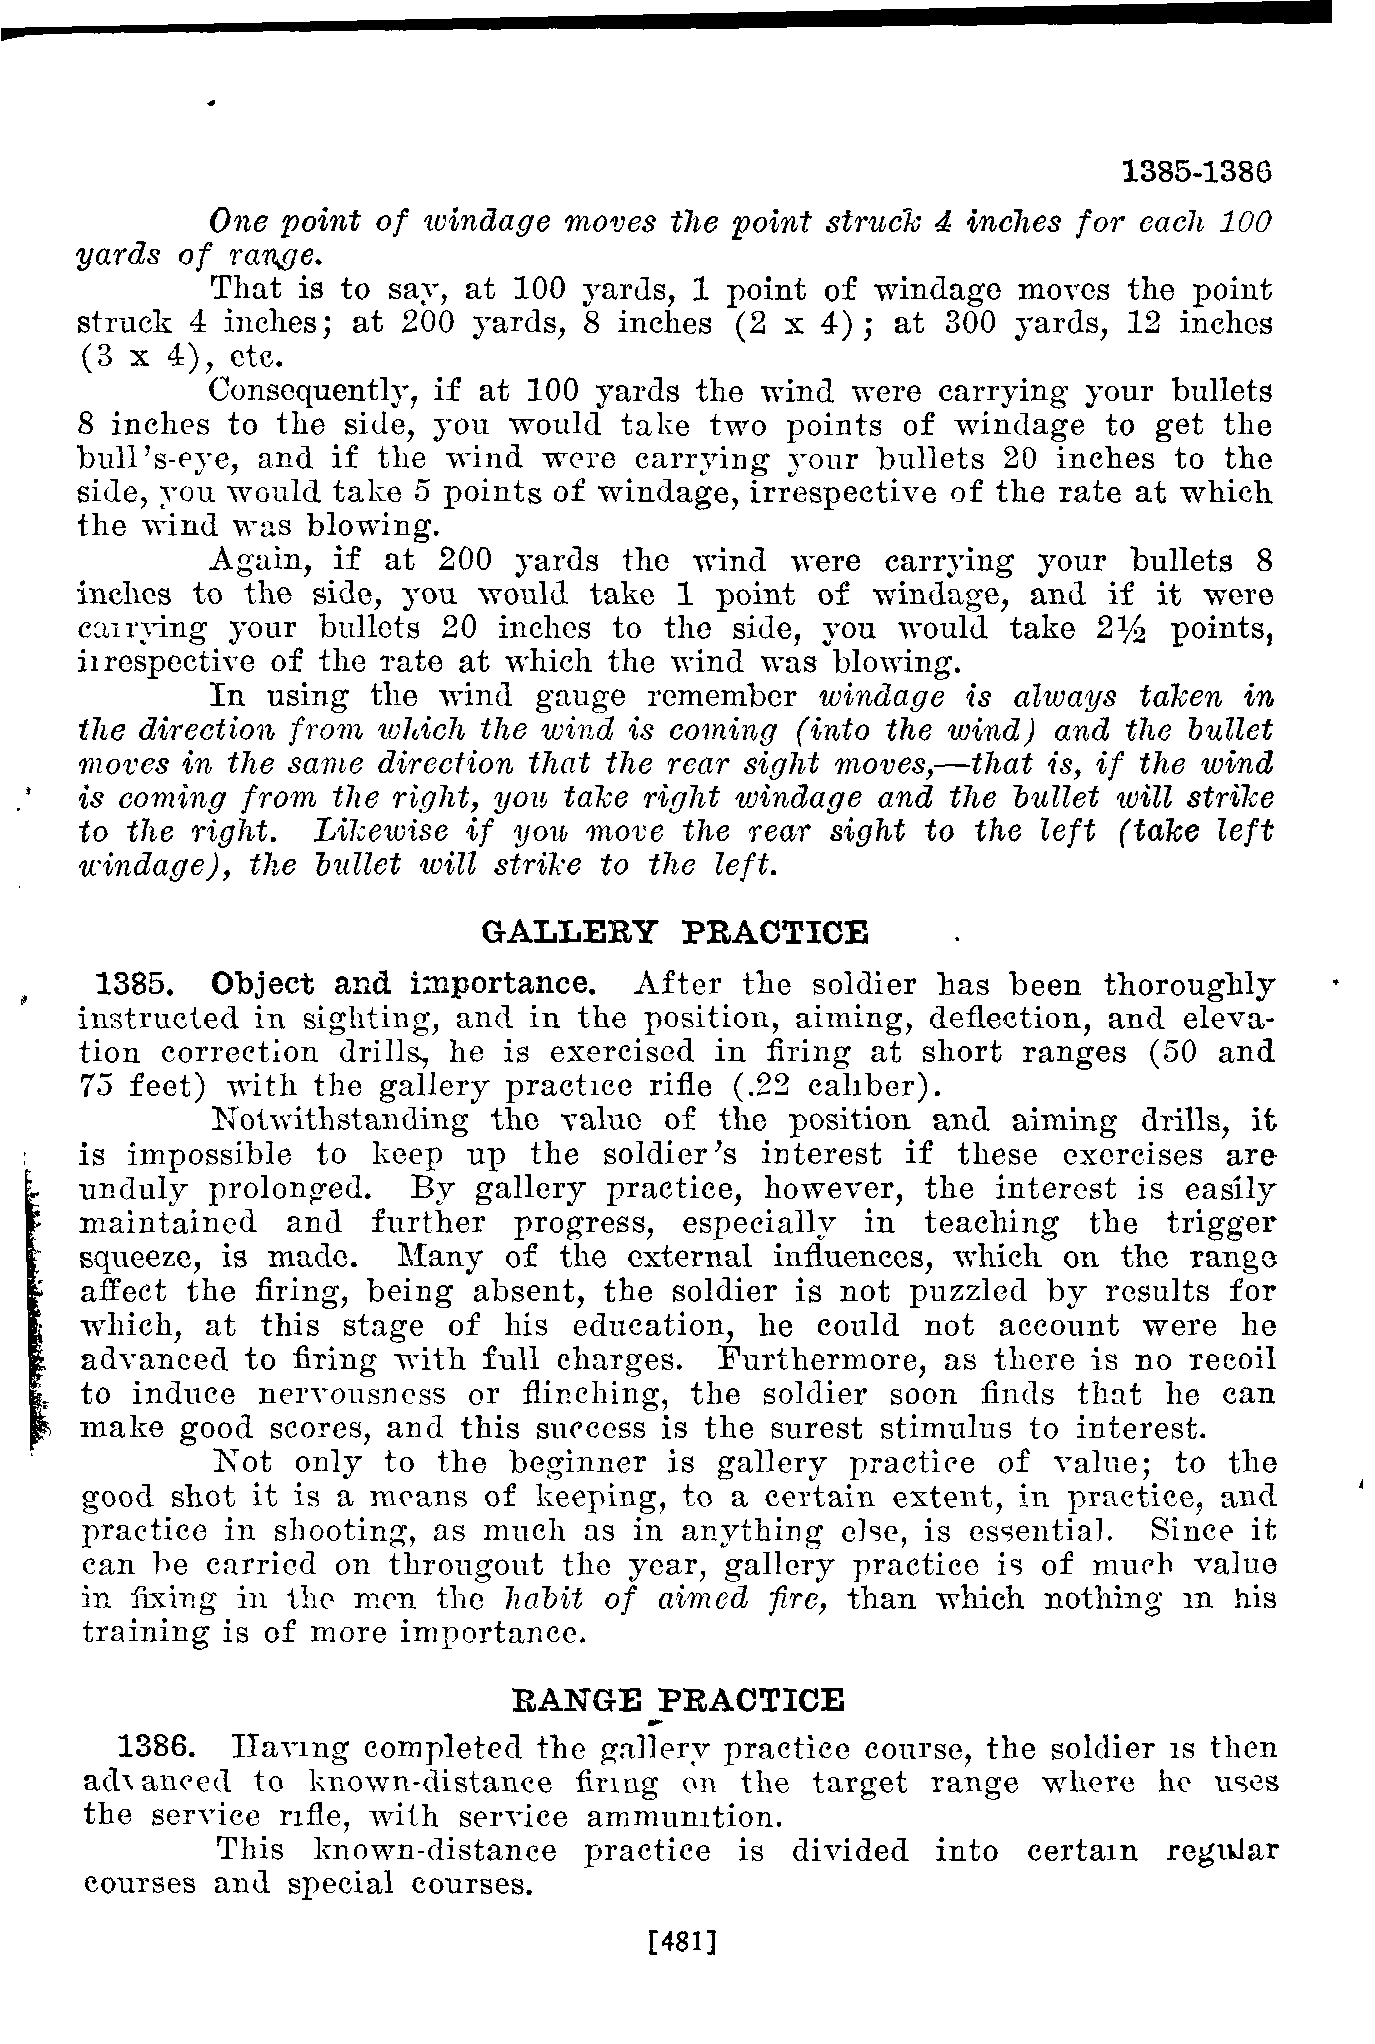 1385-1386
One point of windage moves the point struck 4 inches for each 100
yards of range.
That is to say, at 100 yards, 1 point of windage moves the point
struck 4 inches; at 200 yards, 8 inches (2 x 4); at 300 yards, 12 inches
(3 x 4), etc.
Consequently, if at 100 yards the wind were carrying your bullets
8 inches to the side, you would take two points of windage to get the
bull's-eye, and if the wind were carrying your bullets 20 inches to the
side, you would take 5 points of windage, irrespective of the rate at which
the wind was blowing.
Again, if at 200 yards the wind were carrying your bullets 8
inches to the side, you would take 1 point of windage, and if it were
carrying your bullets 20 inches to the side, you would take 2½ points,
irrespective of the rate at which the wind was blowing.
In using the wind gauge remember windage is always taken in
the direction from which the wind is coming (into the wind) and the bullet
moves in the same direction that the rear sight moves,—that is, if the wind
is coming from the right, you take right windage and the bullet will strike
to the right. Likewise if you move the rear sight to the left (take left
windage), the bullet will strike to the left.
GALLERY PRACTICE
1385. Object and importance. After the soldier has been thoroughly
instructed in sighting, and in the position, aiming, deflection, and eleva-
tion correction drills, he is exercised in firing at short ranges (50 and
75 feet) with the gallery practice rifle (.22 caliber).
Notwithstanding the value of the position and aiming drills, it
is impossible to keep up the soldier's interest if these exercises are
unduly prolonged. By gallery practice, however, the interest is easily
maintained and further progress, especially in teaching the trigger
squeeze, is made. Many of the external influences, which on the range
affect the firing, being absent, the soldier is not puzzled by results for
which, at this stage of his education, he could not account were he
advanced to firing with full charges. Furthermore, as there is no recoil
to induce nervousness or flinching, the soldier soon finds that he can
make good scores, and this success is the surest stimulus to interest.
Not only to the beginner is gallery practice of value; to the
good shot it is a means of keeping, to a certain extent, in practice, and
practice in shooting, as much as in anything else, is essential. Since it
can be carried on througout the year, gallery practice is of much value
in fixing in the men the habit of aimed fire, than which nothing in his
training is of more importance.
RANGE PRACTICE
1386. Having completed the gallery practice course, the soldier is then
advanced to known-distance firing on the target range where he uses
the service rifle, with service ammunition.
This known-distance practice is divided into certain regular
courses and special courses.
[481]